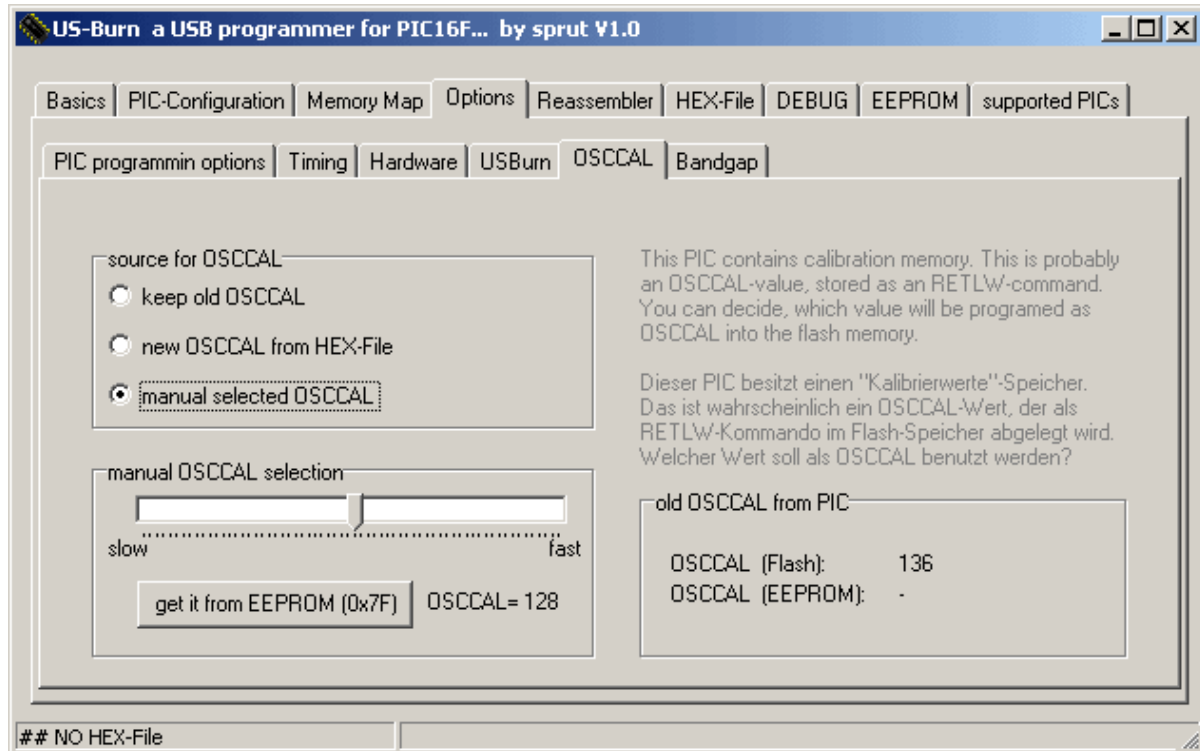 US-Burn a USB programmer for PIC16F... by sprut V1.0
Basics PIC-Configuration Memory Map Options Reassembler HEX-File DEBUG EEPROM supported PICs
PIC programmin options Timing Hardware USBurn OSCCAL Bandgap
source for OSCCAL
keep old OSCCAL
new OSCCAL from HEX-File
manual selected OSCCAL
manual OSCCAL selection
slow fast
get it from EEPROM (0x7F) OSCCAL= 128
This PIC contains calibration memory. This is probably
an OSCCAL-value, stored as an RETLW-command.
You can decide, which value will be programed as
OSCCAL into the flash memory.
Dieser PIC besitzt einen "Kalibrierwerte"-Speicher.
Das ist wahrscheinlich ein OSCCAL-Wert, der als
RETLW-Kommando im Flash-Speicher abgelegt wird.
Welcher Wert soll als OSCCAL benutzt werden?
old OSCCAL from PIC
OSCCAL (Flash): 136
OSCCAL (EEPROM): -
## NO HEX-File